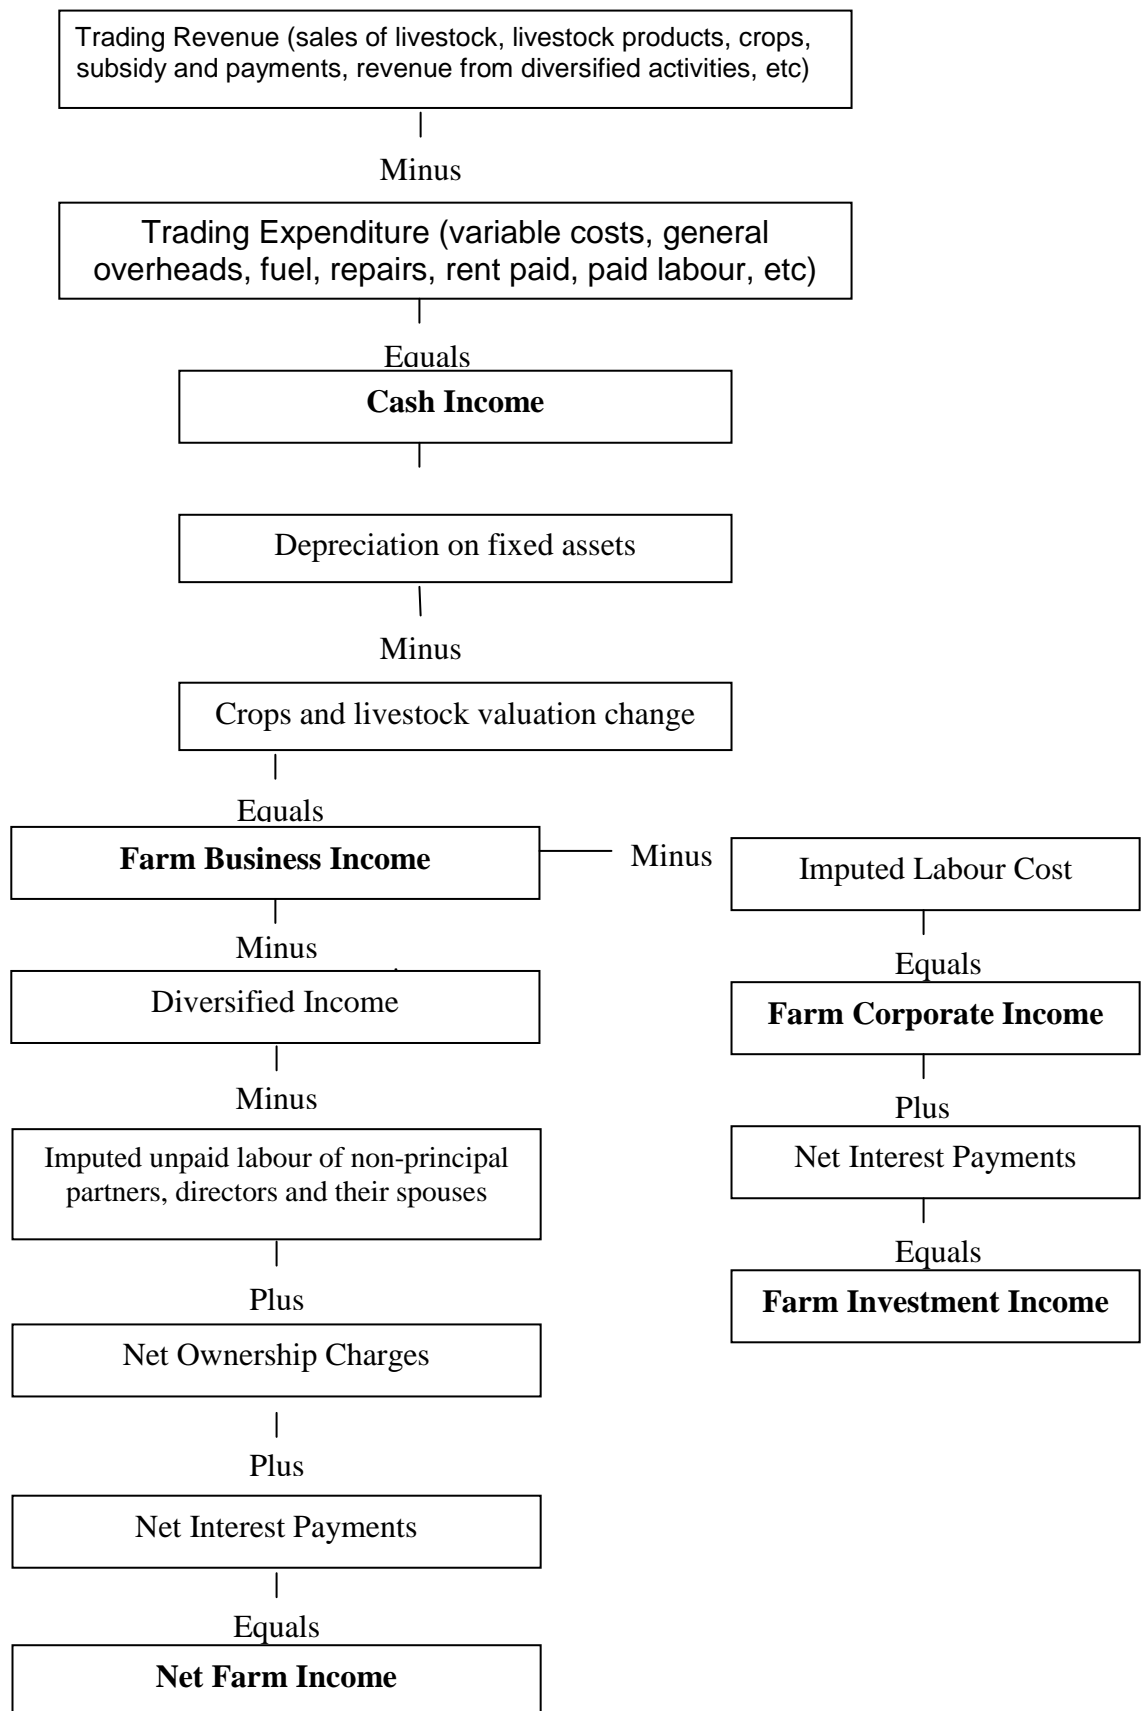 Trading Revenue (sales of livestock, livestock products, crops,
subsidy and payments, revenue from diversified activities, etc)
Minus
Trading Expenditure (variable costs, general
overheads, fuel, repairs, rent paid, paid labour, etc)
Equals
Cash Income
Depreciation on fixed assets
Minus
Crops and livestock valuation change
Equals
Farm Business Income
Minus
Diversified Income
Minus
Imputed unpaid labour of non-principal
partners, directors and their spouses
Plus
Net Ownership Charges
Plus
Net Interest Payments
Equals
Net Farm Income
Minus
Imputed Labour Cost
Equals
Farm Corporate Income
Plus
Net Interest Payments
Equals
Farm Investment Income